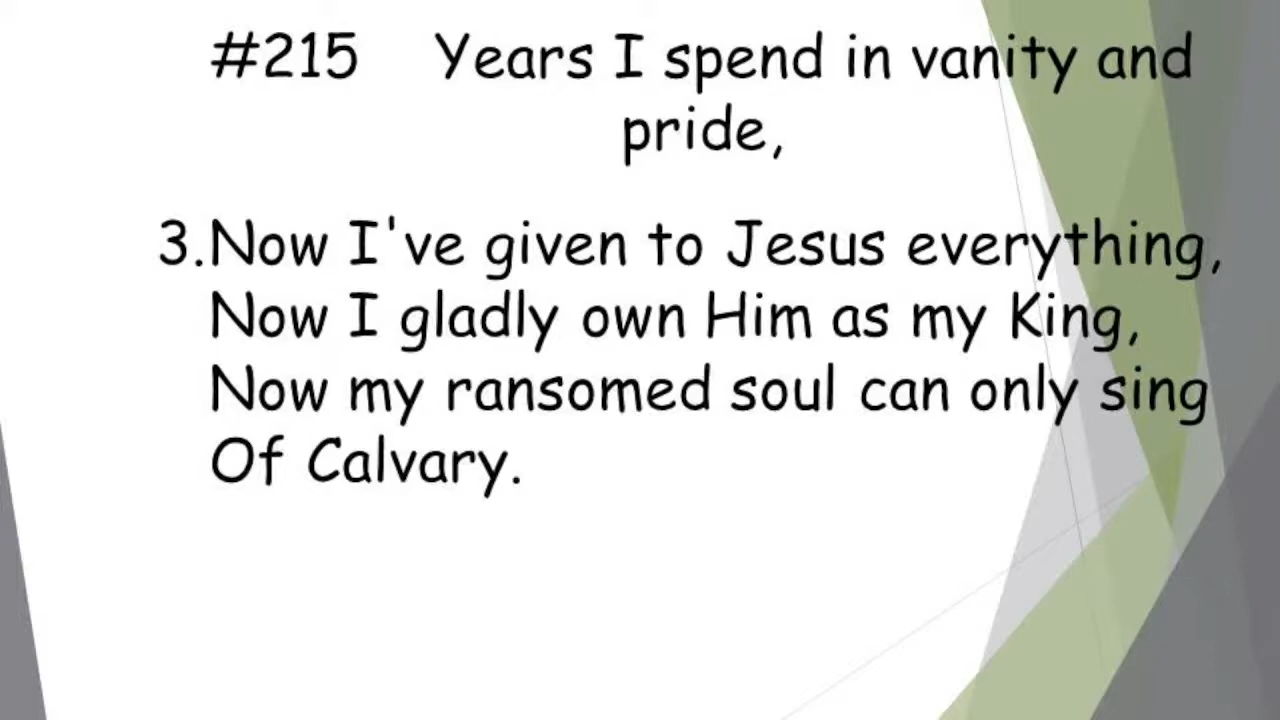 #215 Years I spend in vanity and
pride,
3.Now I've given to Jesus everything,
Now I gladly own Him as my King,
Now my ransomed soul can only sing
Of Calvary.